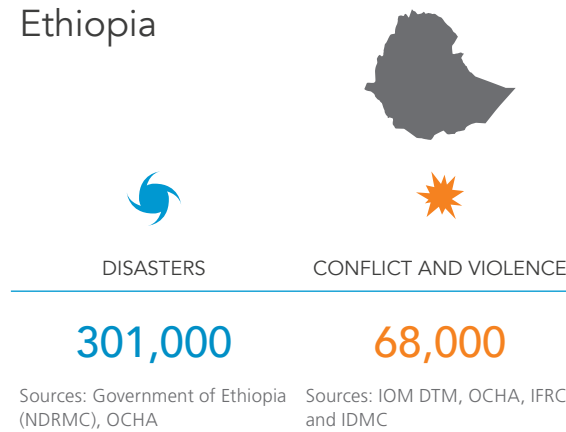 Ethiopia
DISASTERS
CONFLICT AND VIOLENCE
301,000
68,000
Sources: Government of Ethiopia
(NDRMC), OCHA
Sources: IOM DTM, OCHA, IFRC
and IDMC